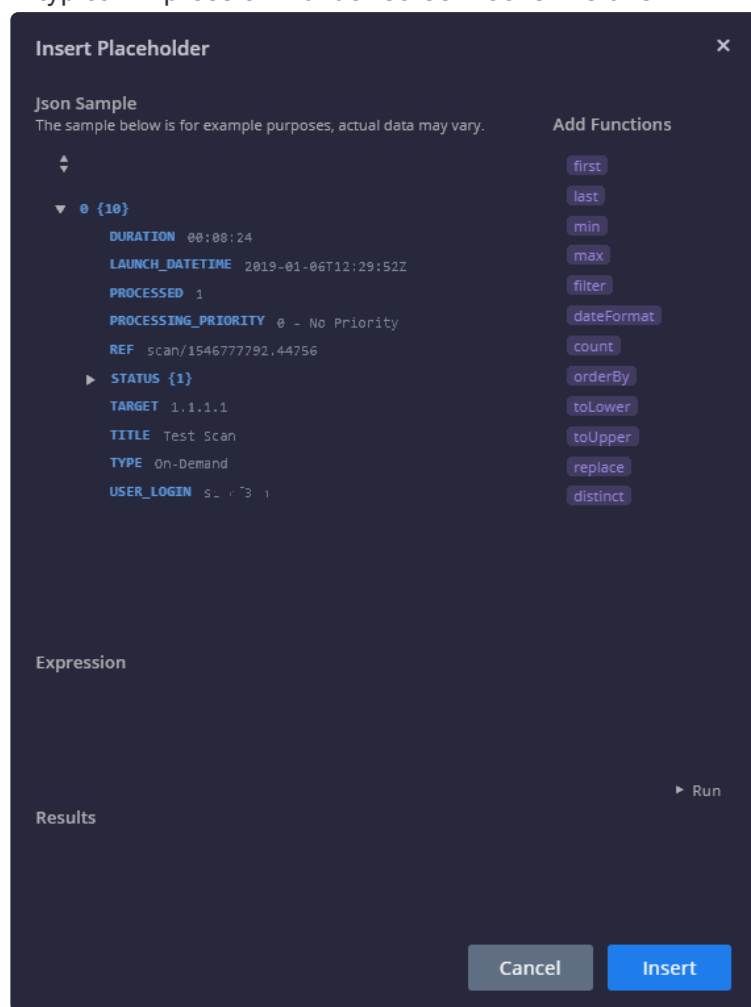 Insert Placeholder ×
Json Sample
The sample below is for example purposes, actual data may vary.
Add Functions
first
last
min
max
filter
dateFormat
count
orderBy
toLower
toUpper
replace
distinct
0 {10}
DURATION 00:08:24
LAUNCH_DATETIME 2019-01-06T12:29:52Z
PROCESSED 1
PROCESSING_PRIORITY 0 - No Priority
REF scan/1546777792.44756
STATUS {1}
TARGET 1.1.1.1
TITLE Test Scan
TYPE On-Demand
USER_LOGIN
Expression
Run
Results
Cancel
Insert